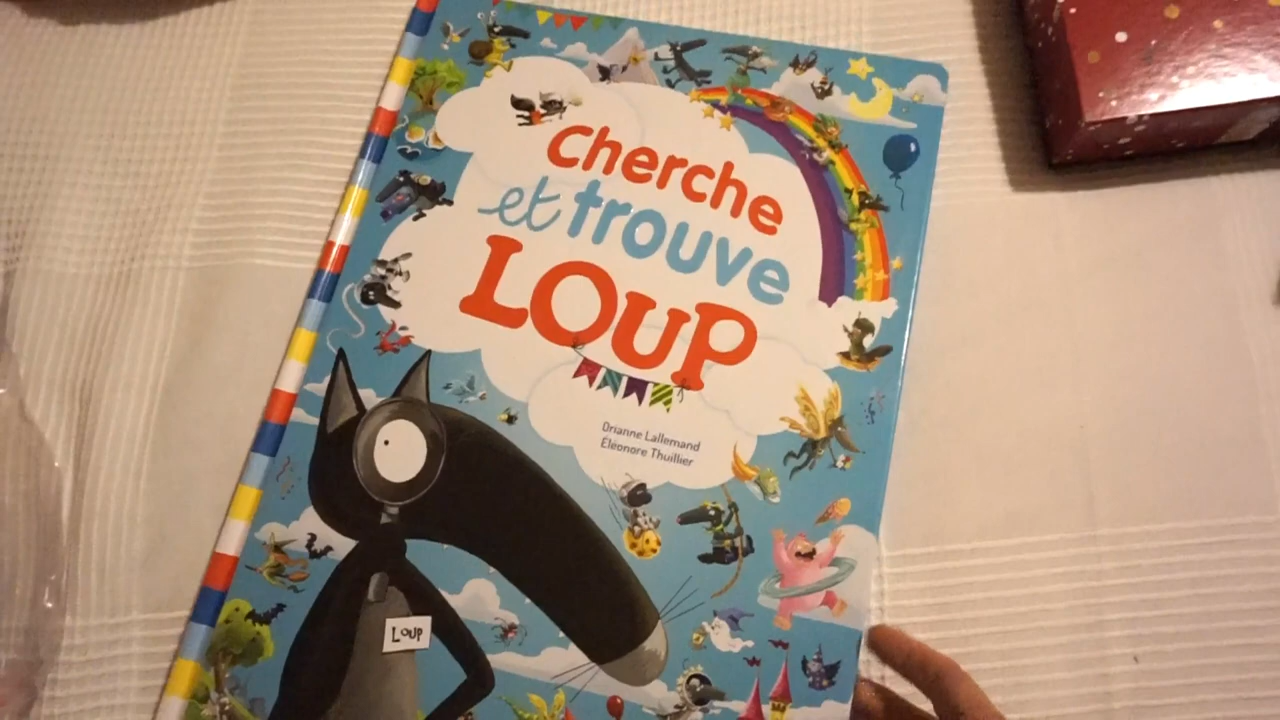 Cherche
et trouve
LOUP
Orianne Lallemand
Éléonore Thuillier
LOUP